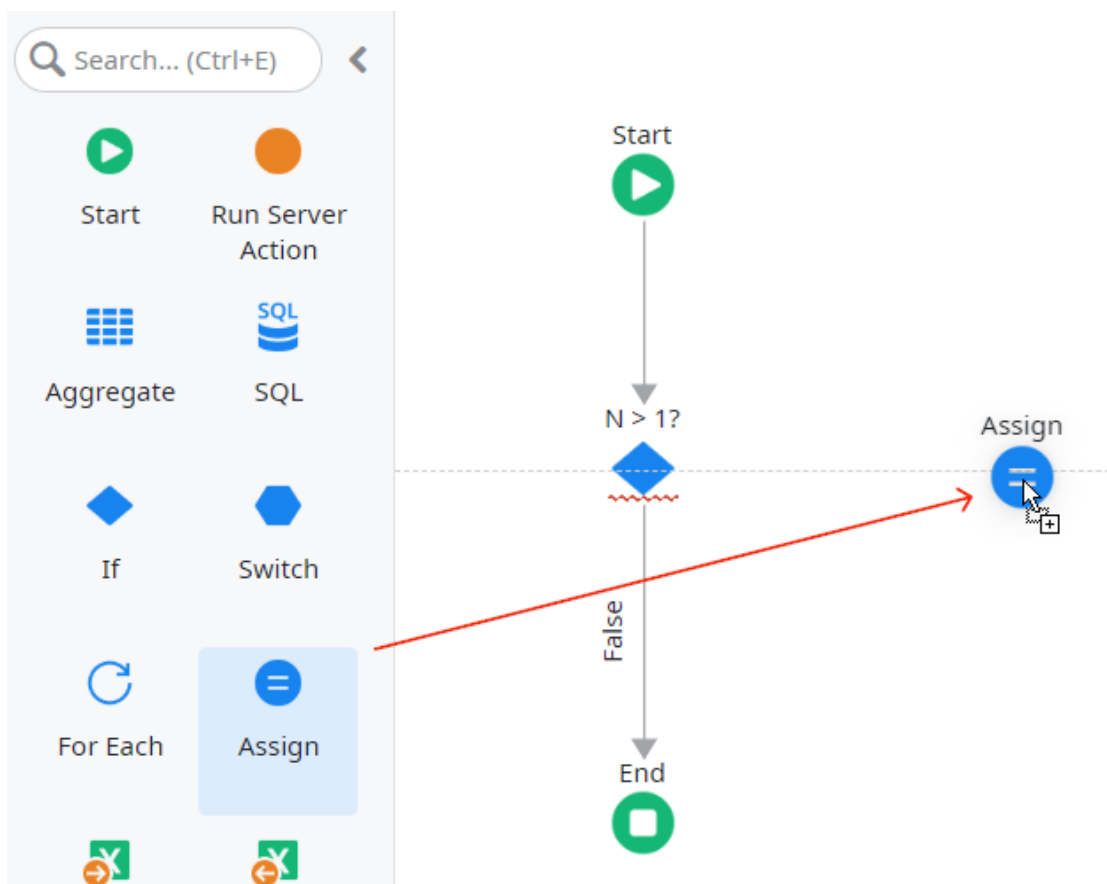 Search... (Ctrl+E)
Start
Run Server
Action
SQL
Aggregate
SQL
If
Switch
For Each
Assign
X
X
Start
N > 1?
Assign
False
End